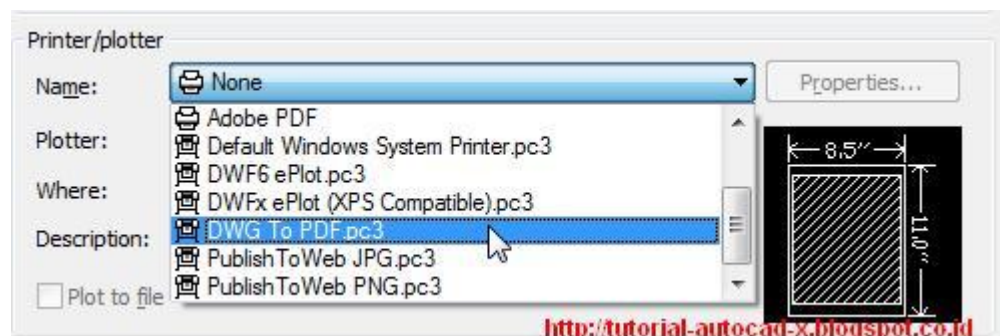 Printer/plotter
Name:
None
Properties...
Adobe PDF
Plotter:
Default Windows System Printer.pc3
DWF6 ePlot.pc3
Where:
DWFx ePlot (XPS Compatible).pc3
DWG To PDF.pc3
Description:
PublishToWeb JPG.pc3
Plot to file
PublishToWeb PNG.pc3
8.5″
11.0″
http://tutorial-autocad-x.blogspot.co.id